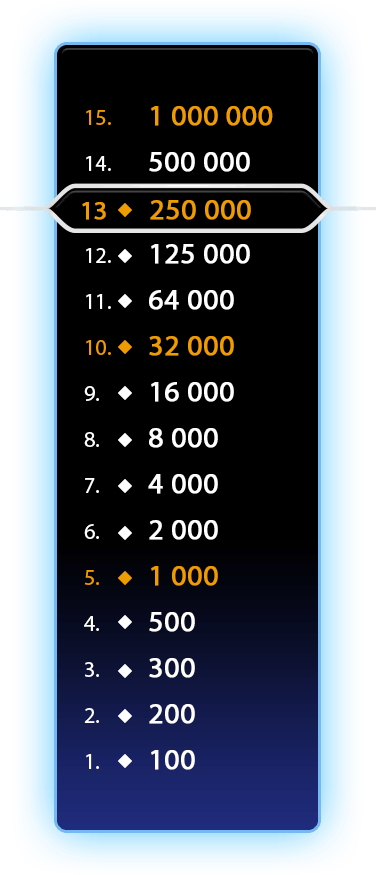 15. 1 000 000
14. 500 000
13 ◆ 250 000
12. ◆ 125 000
11. ◆ 64 000
10. ◆ 32 000
9. ◆ 16 000
8. ◆ 8 000
7. ◆ 4 000
6. ◆ 2 000
5. ◆ 1 000
4. ◆ 500
3. ◆ 300
2. ◆ 200
1. ◆ 100